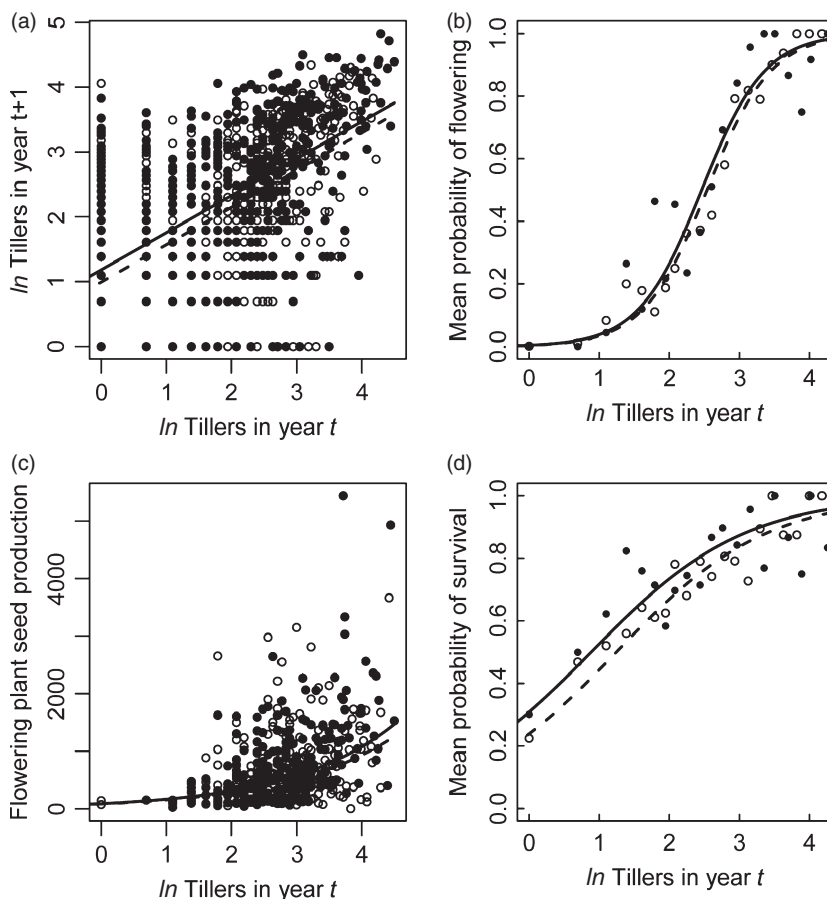 (a)
ln Tillers in year t+1
0 1 2 3 4 5
0 1 2 3 4
ln Tillers in year t
(b)
Mean probability of flowering
0.0 0.2 0.4 0.6 0.8 1.0
0 1 2 3 4
ln Tillers in year t
(c)
Flowering plant seed production
0 2000 4000
0 1 2 3 4
ln Tillers in year t
(d)
Mean probability of survival
0.0 0.2 0.4 0.6 0.8 1.0
0 1 2 3 4
ln Tillers in year t